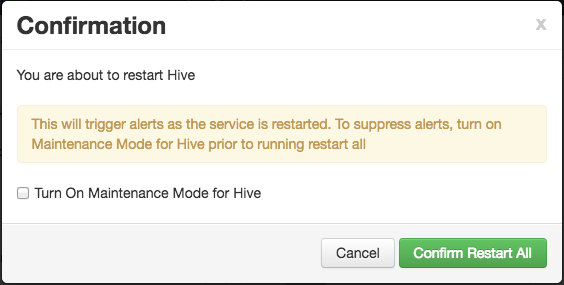 Confirmation
x
You are about to restart Hive
This will trigger alerts as the service is restarted. To suppress alerts, turn on
Maintenance Mode for Hive prior to running restart all
Turn On Maintenance Mode for Hive
Cancel
Confirm Restart All